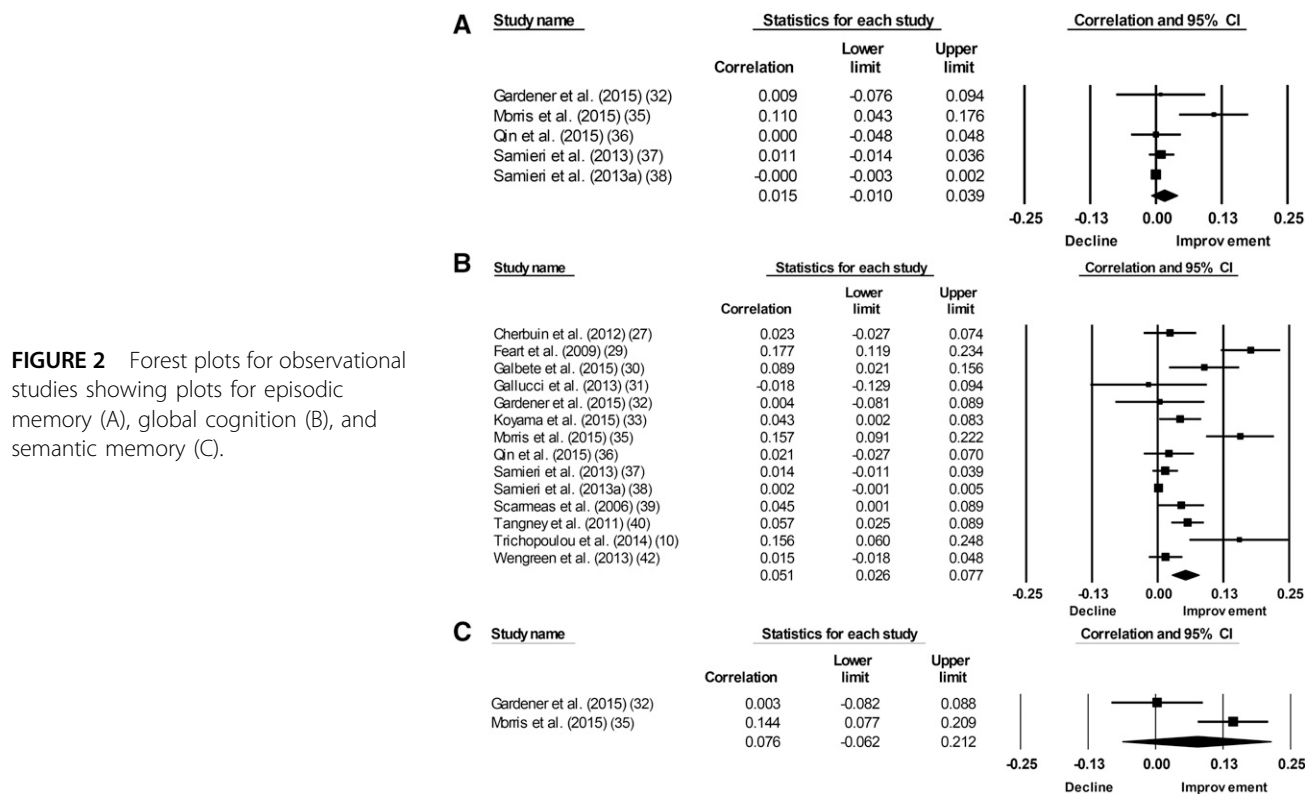 A Study name Statistics for each study Correlation and 95% CI
Lower Upper
Correlation limit limit
Gardener et al. (2015) (32) 0.009 -0.076 0.094
Morris et al. (2015) (35) 0.110 0.043 0.176
Qin et al. (2015) (36) 0.000 -0.048 0.048
Samieri et al. (2013) (37) 0.011 -0.014 0.036
Samieri et al. (2013a) (38) -0.000 -0.003 0.002
0.015 -0.010 0.039
-0.25 -0.13 0.00 0.13 0.25
Decline Improvement
B Study name Statistics for each study Correlation and 95% CI
Lower Upper
Correlation limit limit
Cherbuin et al. (2012) (27) 0.023 -0.027 0.074
Feart et al. (2009) (29) 0.177 0.119 0.234
Galbete et al. (2015) (30) 0.089 0.021 0.156
Gallucci et al. (2013) (31) -0.018 -0.129 0.094
Gardener et al. (2015) (32) 0.004 -0.081 0.089
Koyama et al. (2015) (33) 0.043 0.002 0.083
Morris et al. (2015) (35) 0.157 0.091 0.222
Qin et al. (2015) (36) 0.021 -0.027 0.070
Samieri et al. (2013) (37) 0.014 -0.011 0.039
Samieri et al. (2013a) (38) 0.002 -0.001 0.005
Scarmeas et al. (2006) (39) 0.045 0.001 0.089
Tangney et al. (2011) (40) 0.057 0.025 0.089
Trichopoulou et al. (2014) (10) 0.156 0.060 0.248
Wengreen et al. (2013) (42) 0.015 -0.018 0.048
0.051 0.026 0.077
-0.25 -0.13 0.00 0.13 0.25
Decline Improvement
C Study name Statistics for each study Correlation and 95% CI
Lower Upper
Correlation limit limit
Gardener et al. (2015) (32) 0.003 -0.082 0.088
Morris et al. (2015) (35) 0.144 0.077 0.209
0.076 -0.062 0.212
-0.25 -0.13 0.00 0.13 0.25
Decline Improvement
FIGURE 2 Forest plots for observational
studies showing plots for episodic
memory (A), global cognition (B), and
semantic memory (C).